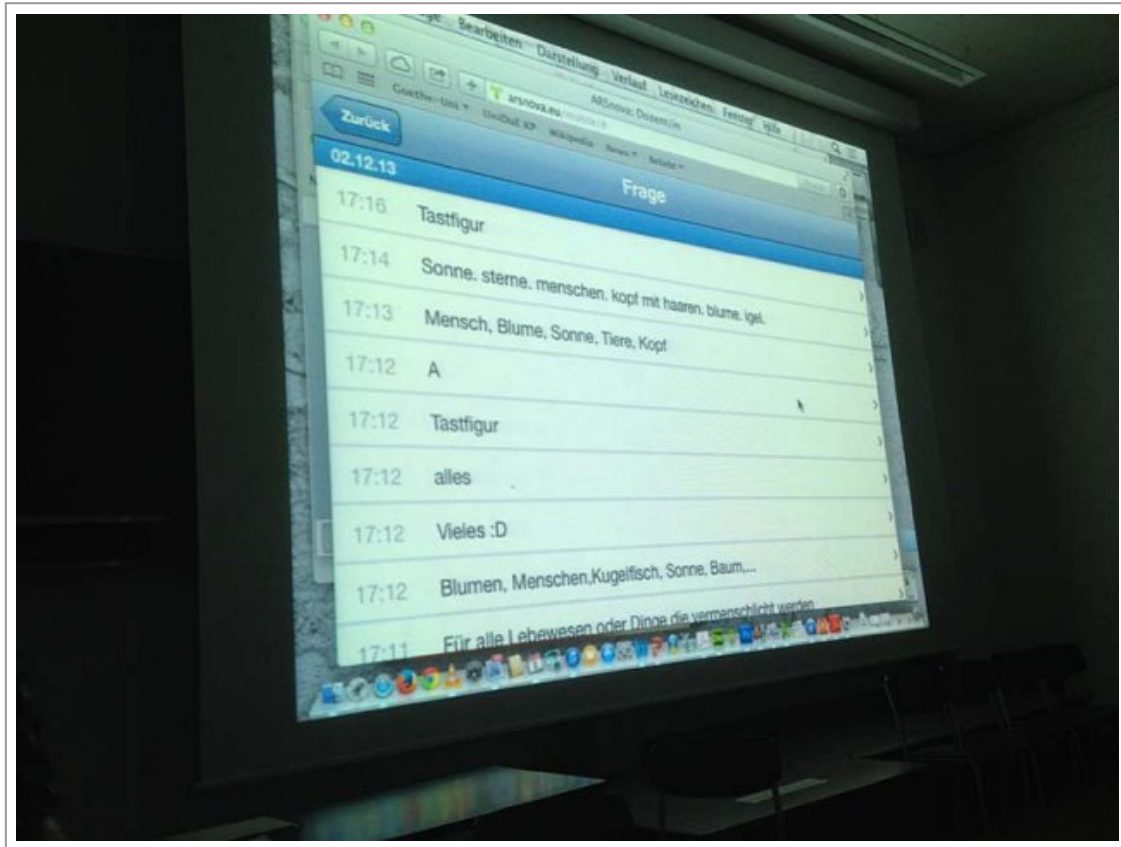 Bearbeiten Darstellung Verlauf Lesezeichen Fenster Hilfe
ARSnova: Dozent/in
arsnova.eu/mobile/#
Goethe-Uni UniDuE KP Wikipedia News Beliebt
Zurück
Frage
02.12.13
17:16 Tastfigur
17:14 Sonne. sterne. menschen. kopf mit haaren. blume. igel.
17:13 Mensch, Blume, Sonne, Tiere, Kopf
17:12 A
17:12 Tastfigur
17:12 alles
17:12 Vieles :D
17:12 Blumen, Menschen,Kugelfisch, Sonne, Baum,...
17:11 Für alle Lebewesen oder Dinge die vermenschlicht werden